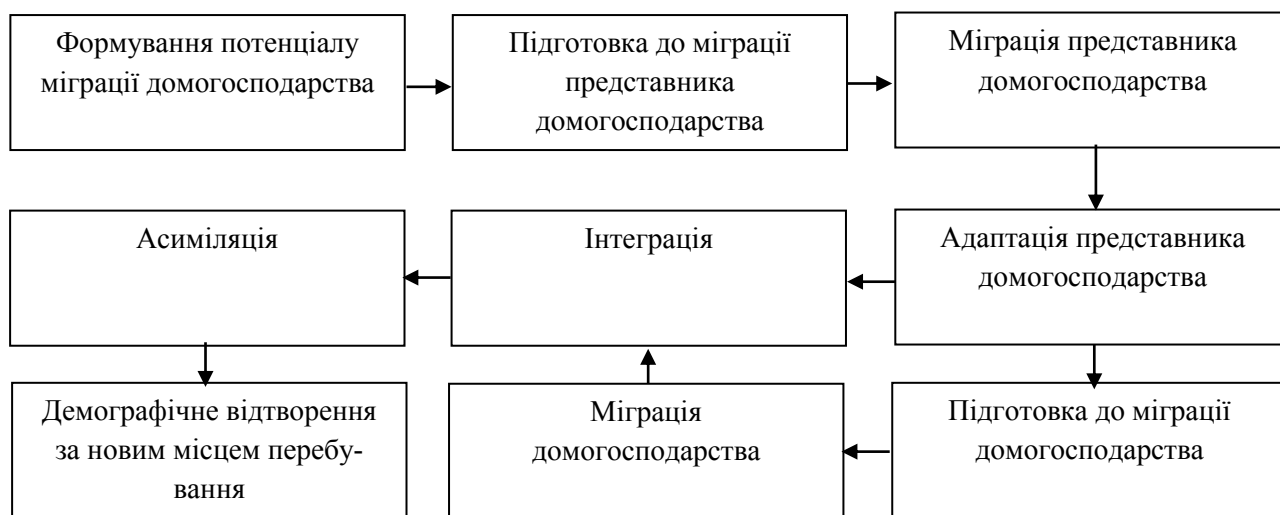 Формування потенціалу
міграції домогосподарства
Підготовка до міграції
представника
домогосподарства
Міграція представника
домогосподарства
Асиміляція
Інтеграція
Адаптація представника
домогосподарства
Демографічне відтворення
за новим місцем перебу-
вання
Міграція
домогосподарства
Підготовка до міграції
домогосподарства